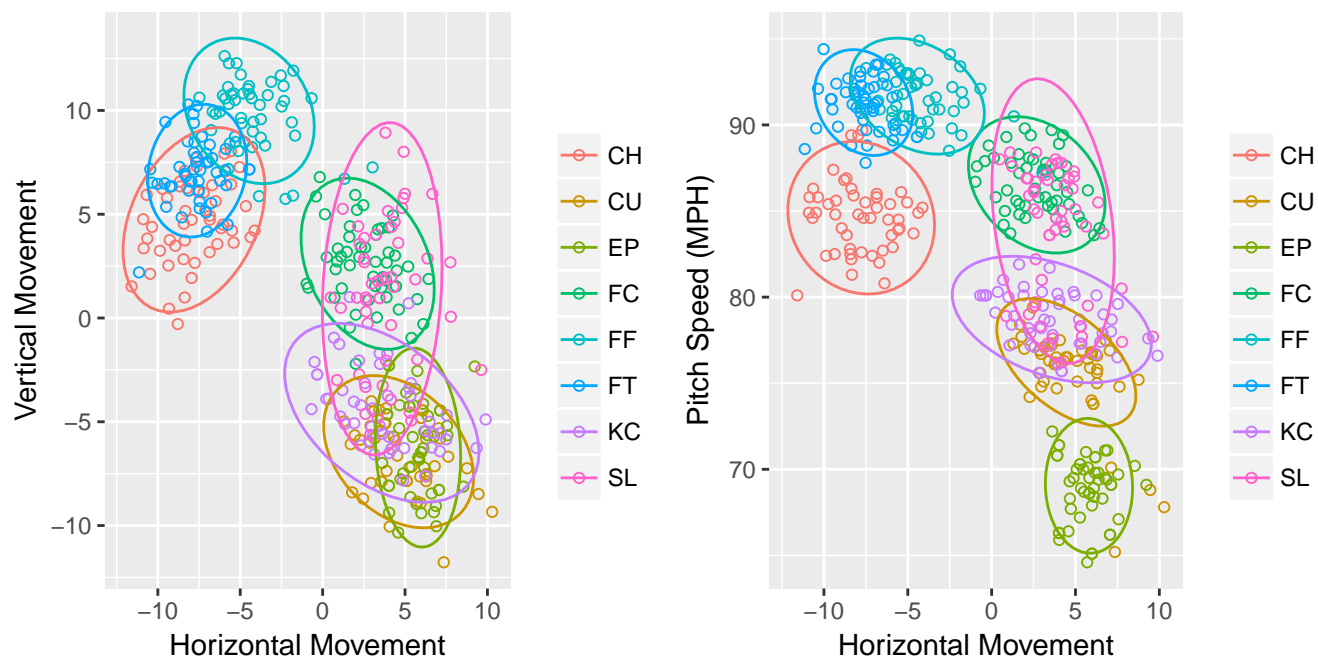 Vertical Movement
10
5
0
−5
−10
−10 −5 0 5 10
Horizontal Movement
CH
CU
EP
FC
FF
FT
KC
SL
Pitch Speed (MPH)
90
80
70
−10 −5 0 5 10
Horizontal Movement
CH
CU
EP
FC
FF
FT
KC
SL